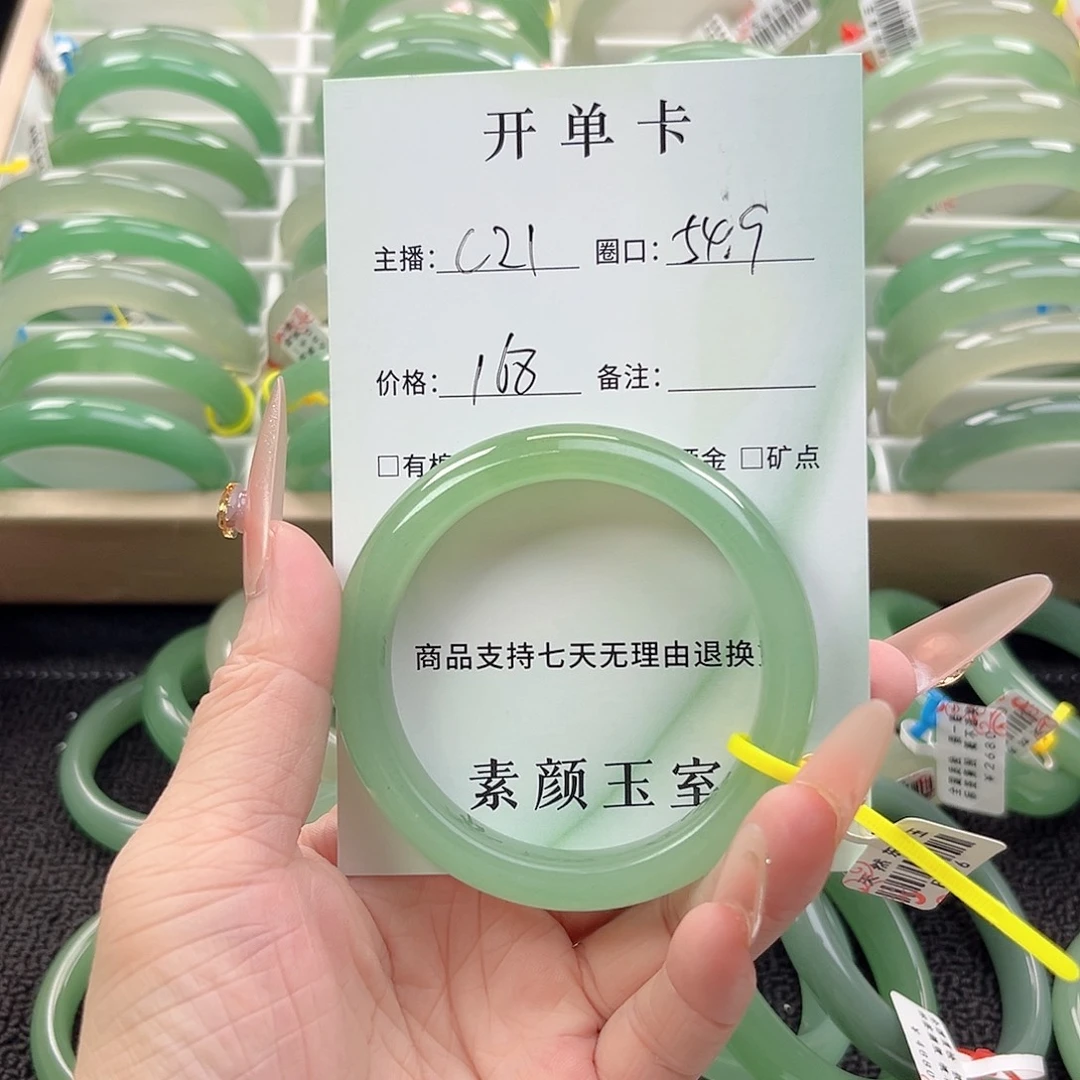 开单卡
主播: C21 圈口: 54.9
价格: 168 备注:
□有 金 □矿点
商品支持七天无理由退换
素颜玉室